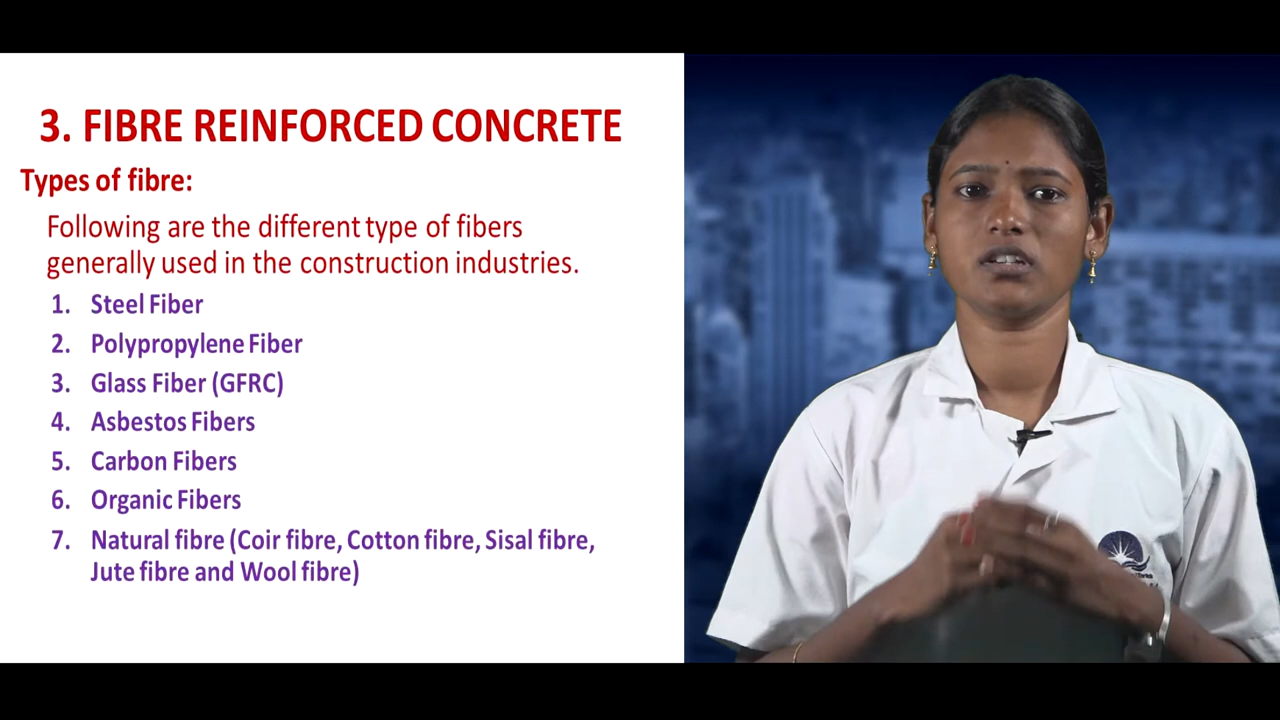 3. FIBRE REINFORCED CONCRETE
Types of fibre:
Following are the different type of fibers
generally used in the construction industries.
1. Steel Fiber
2. Polypropylene Fiber
3. Glass Fiber (GFRC)
4. Asbestos Fibers
5. Carbon Fibers
6. Organic Fibers
7. Natural fibre (Coir fibre, Cotton fibre, Sisal fibre,
Jute fibre and Wool fibre)